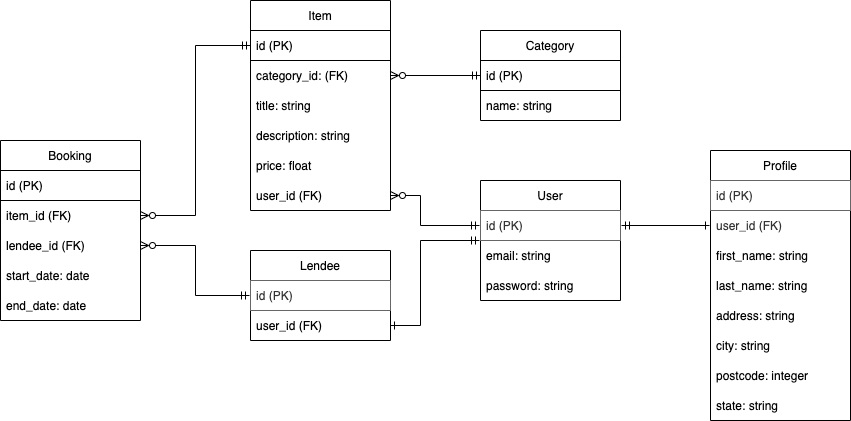 Item
id (PK)
category_id: (FK)
title: string
description: string
price: float
user_id (FK)
Category
id (PK)
name: string
Booking
id (PK)
item_id (FK)
lendee_id (FK)
start_date: date
end_date: date
Lendee
id (PK)
user_id (FK)
User
id (PK)
email: string
password: string
Profile
id (PK)
user_id (FK)
first_name: string
last_name: string
address: string
city: string
postcode: integer
state: string